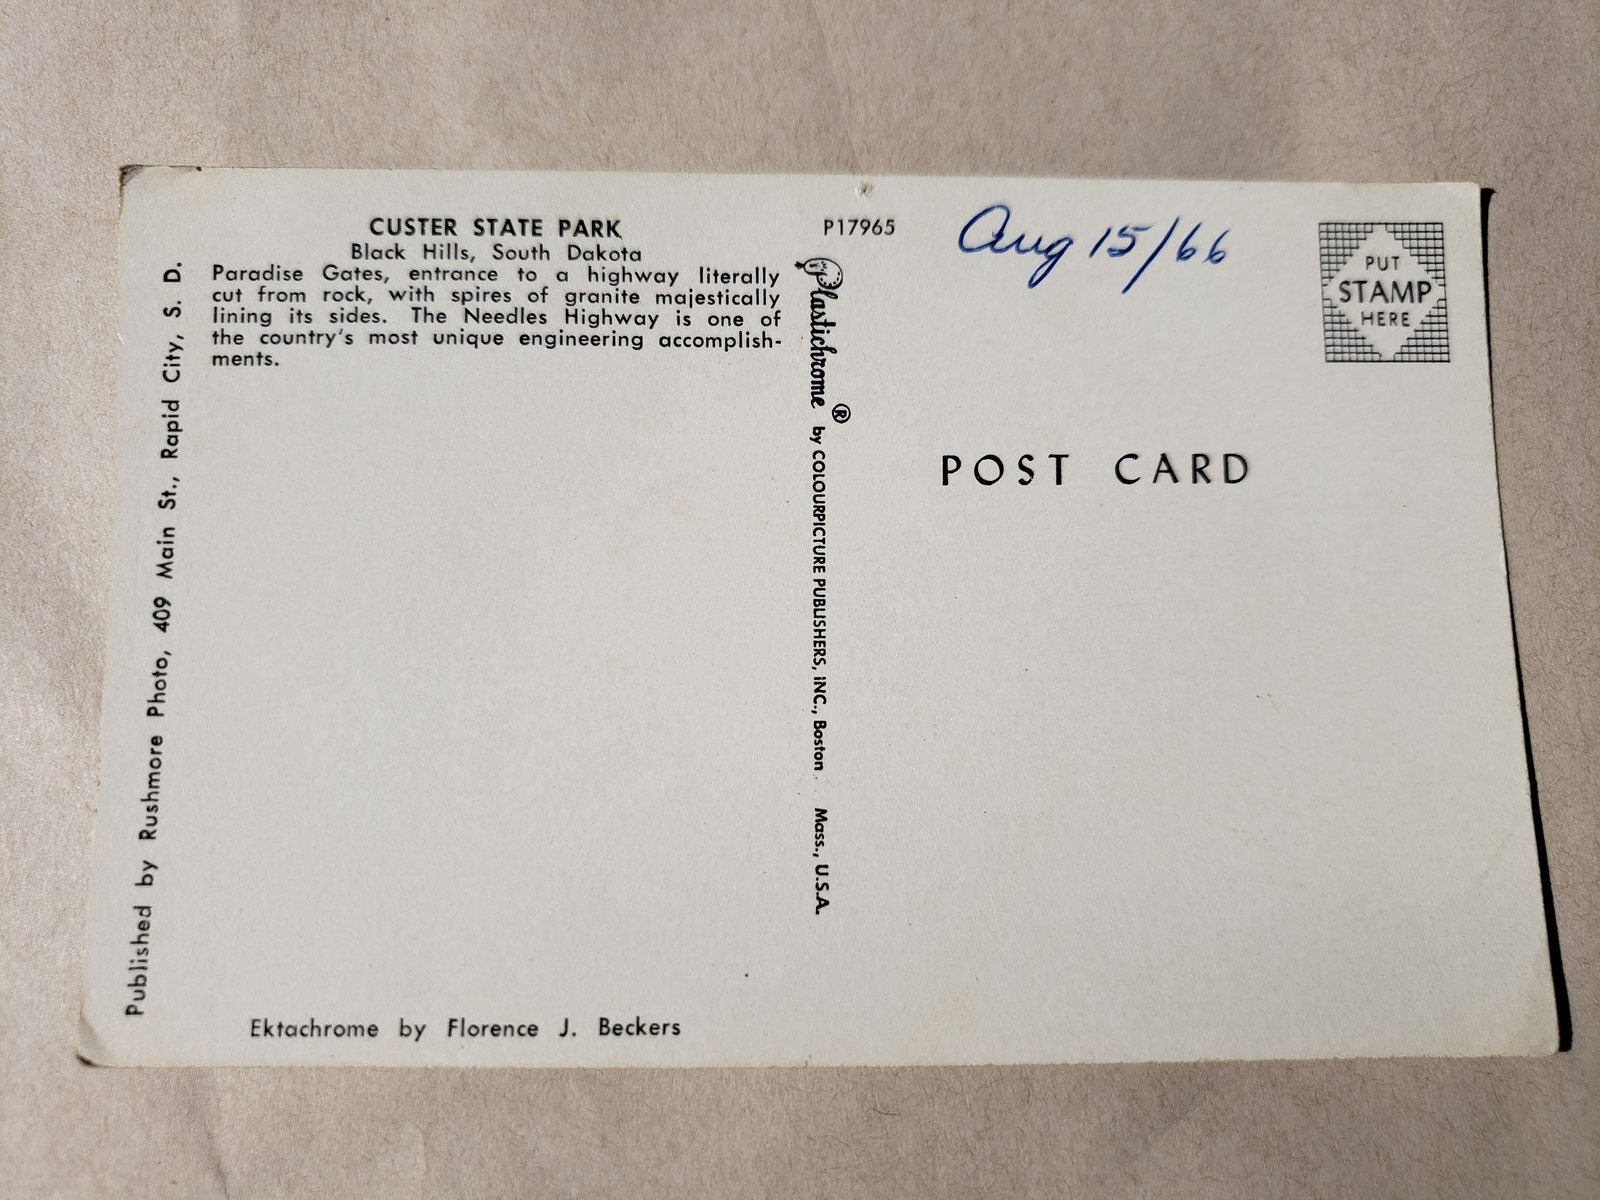 CUSTER STATE PARK
Black Hills, South Dakota
Paradise Gates, entrance to a highway literally
cut from rock, with spires of granite majestically
lining its sides. The Needles Highway is one of
the country's most unique engineering accomplish-
ments.
Published by Rushmore Photo, 409 Main St., Rapid City, S. D.
Ektachrome by Florence J. Beckers
P17965
Plastichrome® by COLOURPICTURE PUBLISHERS, INC., Boston Mass., U.S.A.
Aug 15/66
PUT
STAMP
HERE
POST CARD